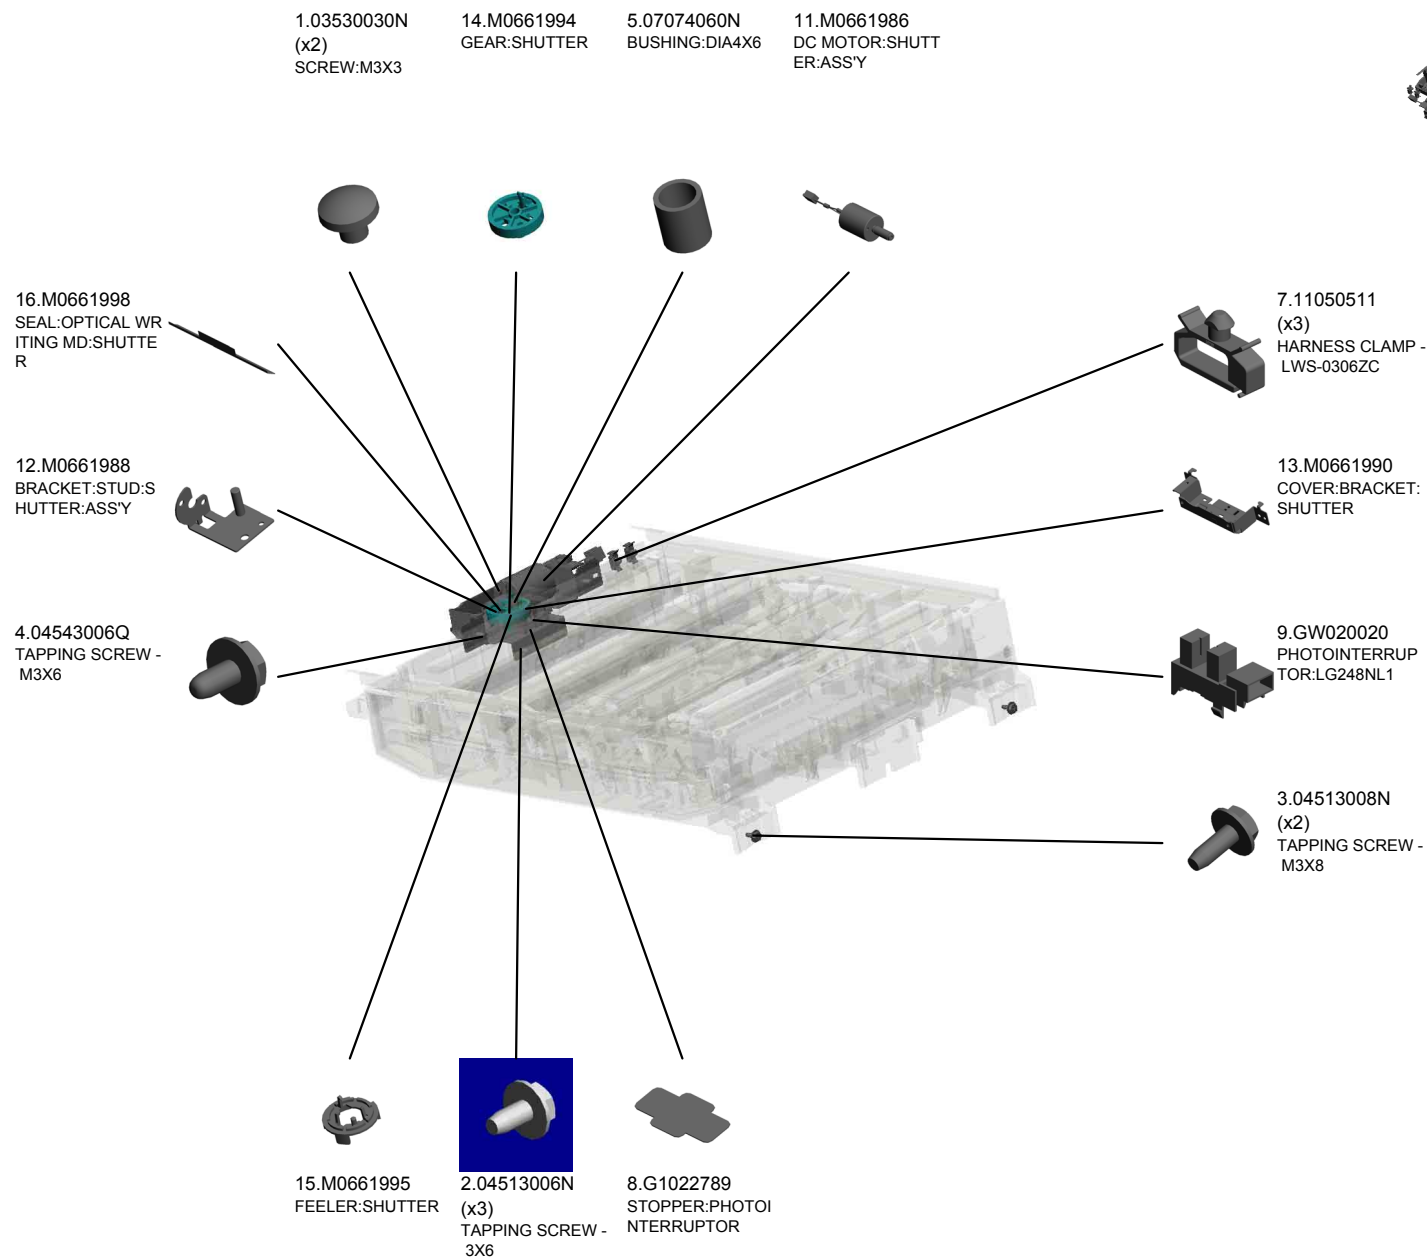 1.03530030N
(x2)
SCREW:M3X3
14.M0661994
GEAR:SHUTTER
5.07074060N
BUSHING:DIA4X6
11.M0661986
DC MOTOR:SHUTT
ER:ASS'Y
16.M0661998
SEAL:OPTICAL WR
ITING MD:SHUTTE
R
7.11050511
(x3)
HARNESS CLAMP -
LWS-0306ZC
12.M0661988
BRACKET:STUD:S
HUTTER:ASS'Y
13.M0661990
COVER:BRACKET:
SHUTTER
4.04543006Q
TAPPING SCREW -
M3X6
9.GW020020
PHOTOINTERRUP
TOR:LG248NL1
3.04513008N
(x2)
TAPPING SCREW -
M3X8
15.M0661995
FEELER:SHUTTER
2.04513006N
(x3)
TAPPING SCREW -
3X6
8.G1022789
STOPPER:PHOTOI
NTERRUPTOR